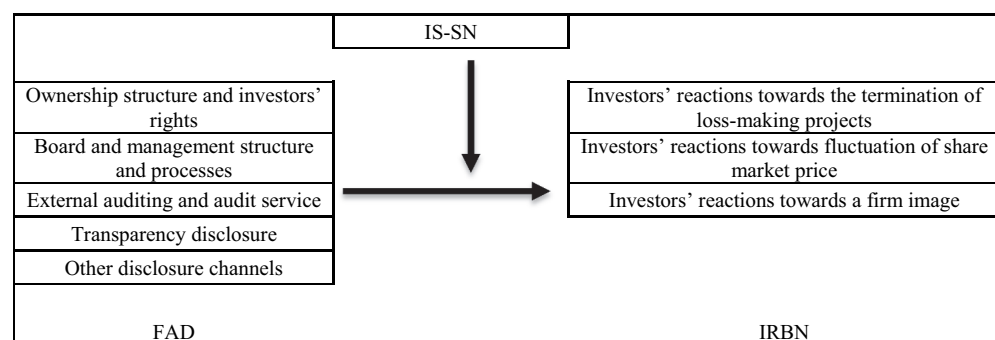 IS-SN
Ownership structure and investors’
rights
Board and management structure
and processes
External auditing and audit service
Transparency disclosure
Other disclosure channels
FAD
Investors’ reactions towards the termination of
loss-making projects
Investors’ reactions towards fluctuation of share
market price
Investors’ reactions towards a firm image
IRBN